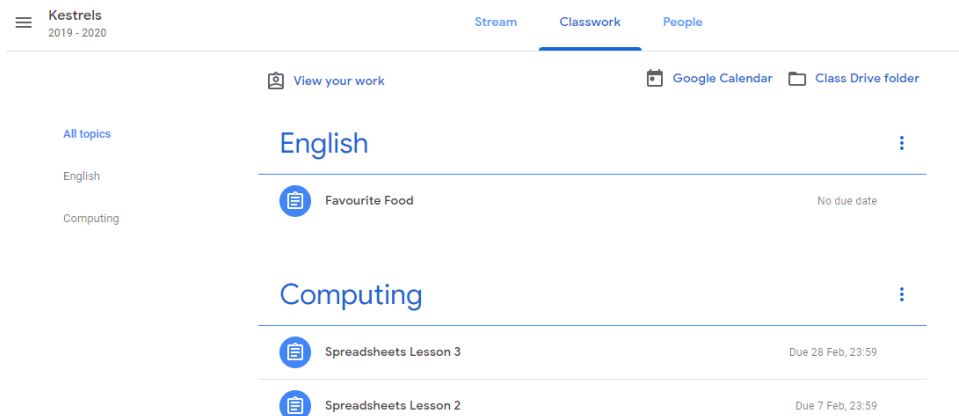 Kestrels
2019 - 2020
Stream Classwork People
View your work Google Calendar Class Drive folder
All topics
English
Computing
English
Favourite Food No due date
Computing
Spreadsheets Lesson 3 Due 28 Feb, 23:59
Spreadsheets Lesson 2 Due 7 Feb, 23:59